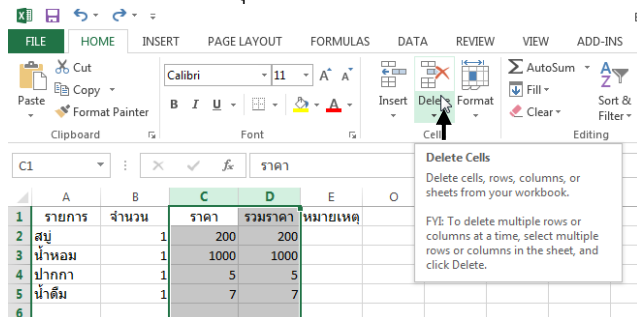 FILE HOME INSERT PAGE LAYOUT FORMULAS DATA REVIEW VIEW ADD-INS
Cut
Copy
Format Painter
Paste
Clipboard
Calibri 11 A A
B I U A
Font
Insert Delete Format
Cells
AutoSum
Fill
Clear
Sort &
Filter
Editing
C1 fx ราคา
A B C D E O
1 รายการ จำนวน ราคา รวมราคา หมายเหตุ
2 สบู่ 1 200 200
3 น้ำหอม 1 1000 1000
4 ปากกา 1 5 5
5 น้ำดื่ม 1 7 7
6
Delete Cells
Delete cells, rows, columns, or
sheets from your workbook.
FYI: To delete multiple rows or
columns at a time, select multiple
rows or columns in the sheet, and
click Delete.